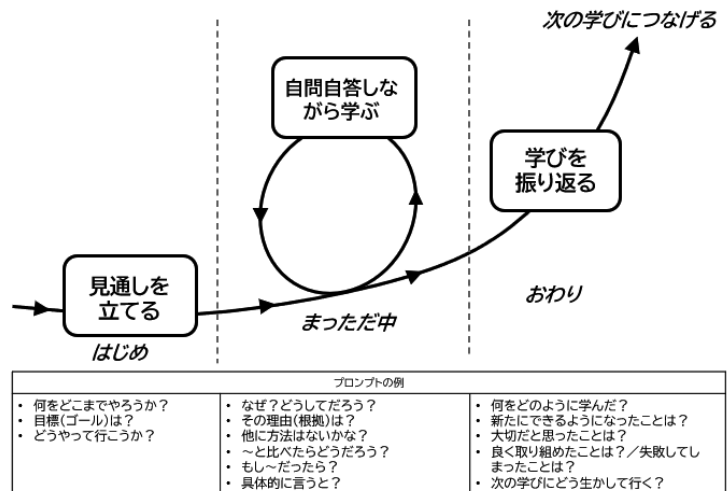 次の学びにつなげる
自問自答しな
がら学ぶ
学びを
振り返る
見通しを
立てる
おわり
まっただ中
はじめ
プロンプトの例
• 何をどこまでやろうか？
• 目標(ゴール)は？
• どうやって行こうか？
• なぜ？どうしてだろう？
• その理由(根拠)は？
• 他に方法はないかな？
• ～と比べたらどうだろう？
• もし～だったら？
• 具体的に言うと？
• 何をどのように学んだ？
• 新たにできるようになったことは？
• 大切だと思ったことは？
• 良く取り組めたことは？／失敗してし
まったことは？
• 次の学びにどう生かして行く？